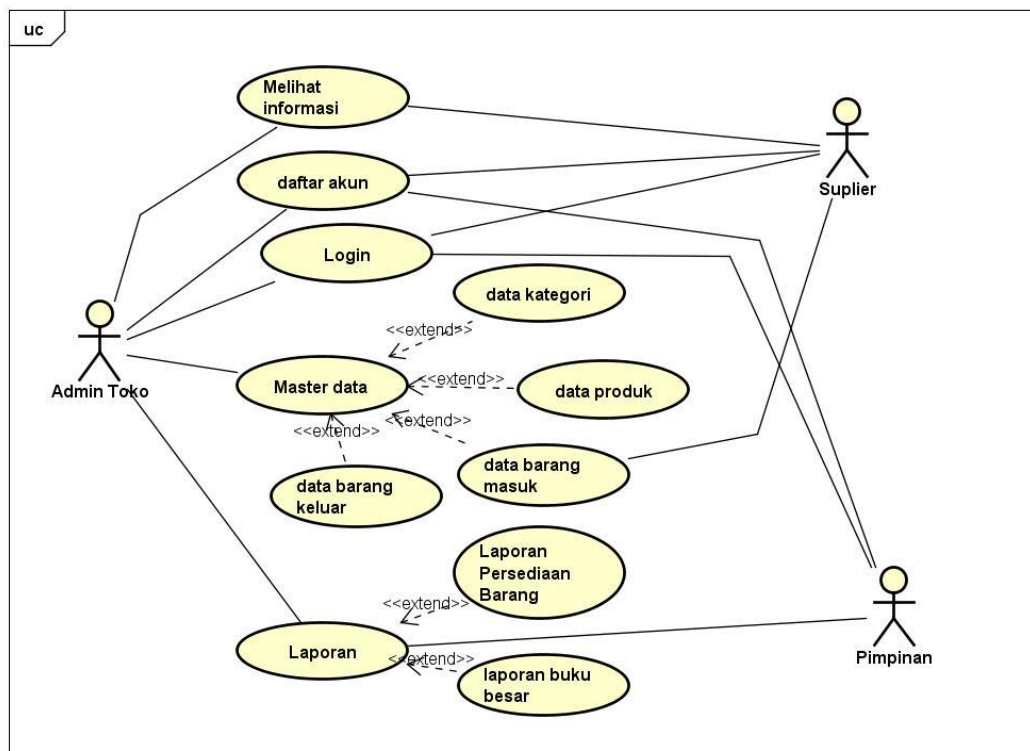 uc
Melihat
informasi
daftar akun
Suplier
Login
data kategori
<<extend>>
Admin Toko
Master data
<<extend>>
data produk
<<extend>>
<<extend>>
data barang
masuk
data barang
keluar
Laporan
Persediaan
Barang
<<extend>>
Laporan
<<extend>>
laporan buku
besar
Pimpinan